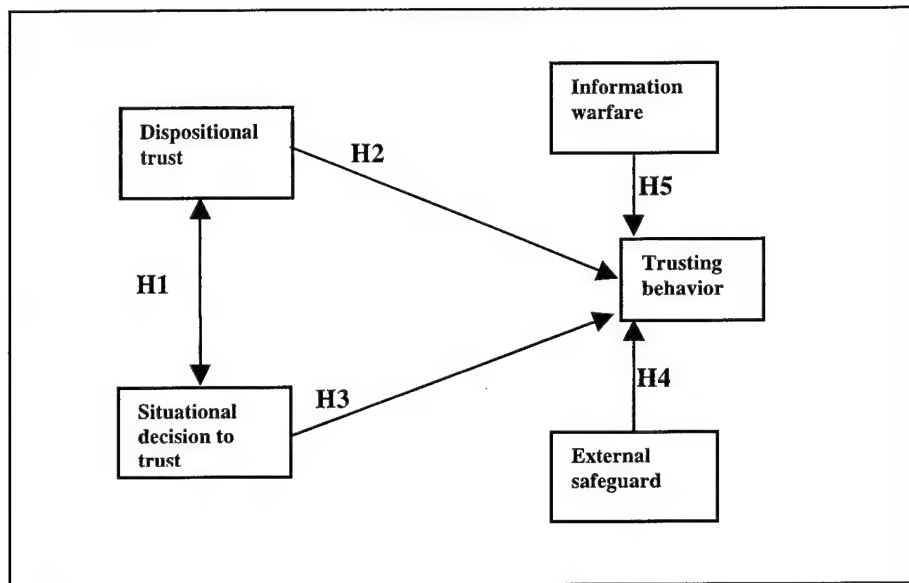 Information
warfare
Dispositional
trust
H2
H5
Trusting
behavior
H1
H3
H4
Situational
decision to
trust
External
safeguard